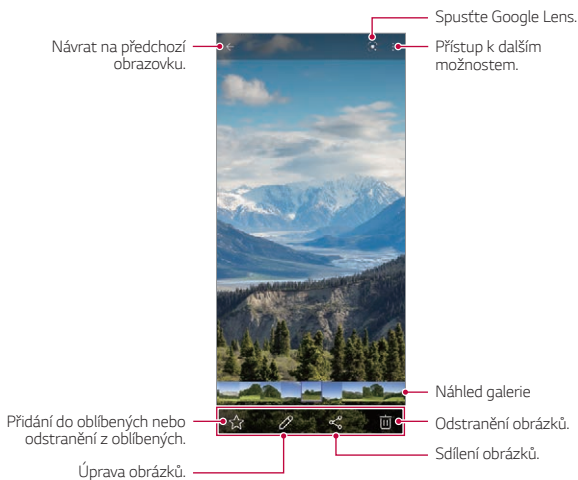 Spusťte Google Lens.
Návrat na předchozí
obrazovku.
Přístup k dalším
možnostem.
Náhled galerie
Přidání do oblíbených nebo
odstranění z oblíbených.
Odstranění obrázků.
Sdílení obrázků.
Úprava obrázků.